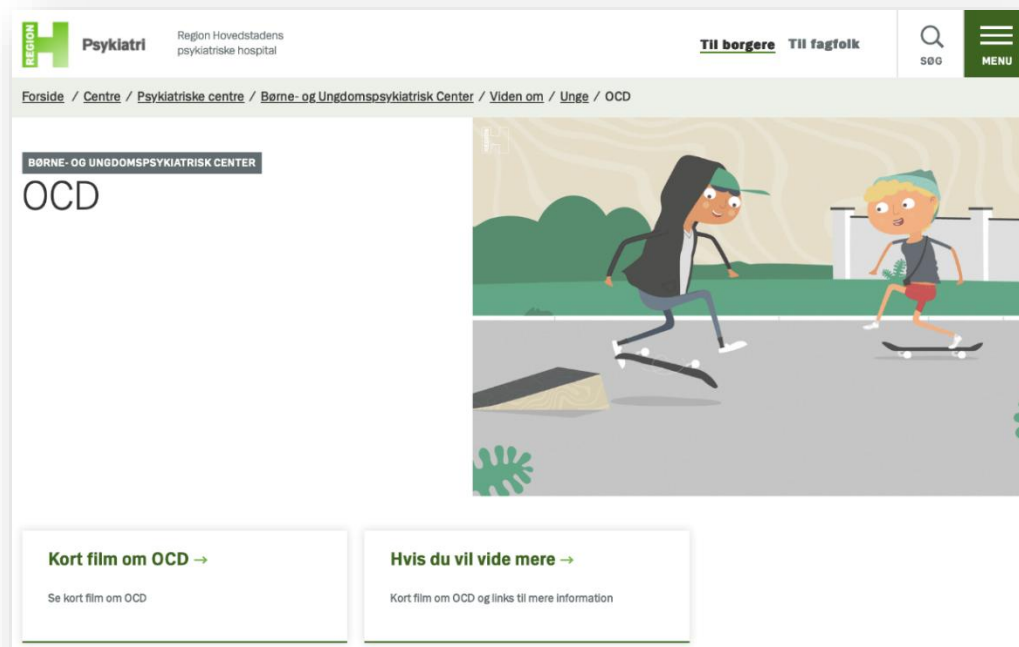 REGION
H
Psykiatri
Region Hovedstadens
psykiatriske hospital
Til borgere Til fagfolk
SØG
MENU
Forside / Centre / Psykiatriske centre / Børne- og Ungdomspsykiatrisk Center / Viden om / Unge / OCD
BØRNE- OG UNGDOMSPSYKIATRISK CENTER
OCD
REGION H
Kort film om OCD →
Se kort film om OCD
Hvis du vil vide mere →
Kort film om OCD og links til mere information